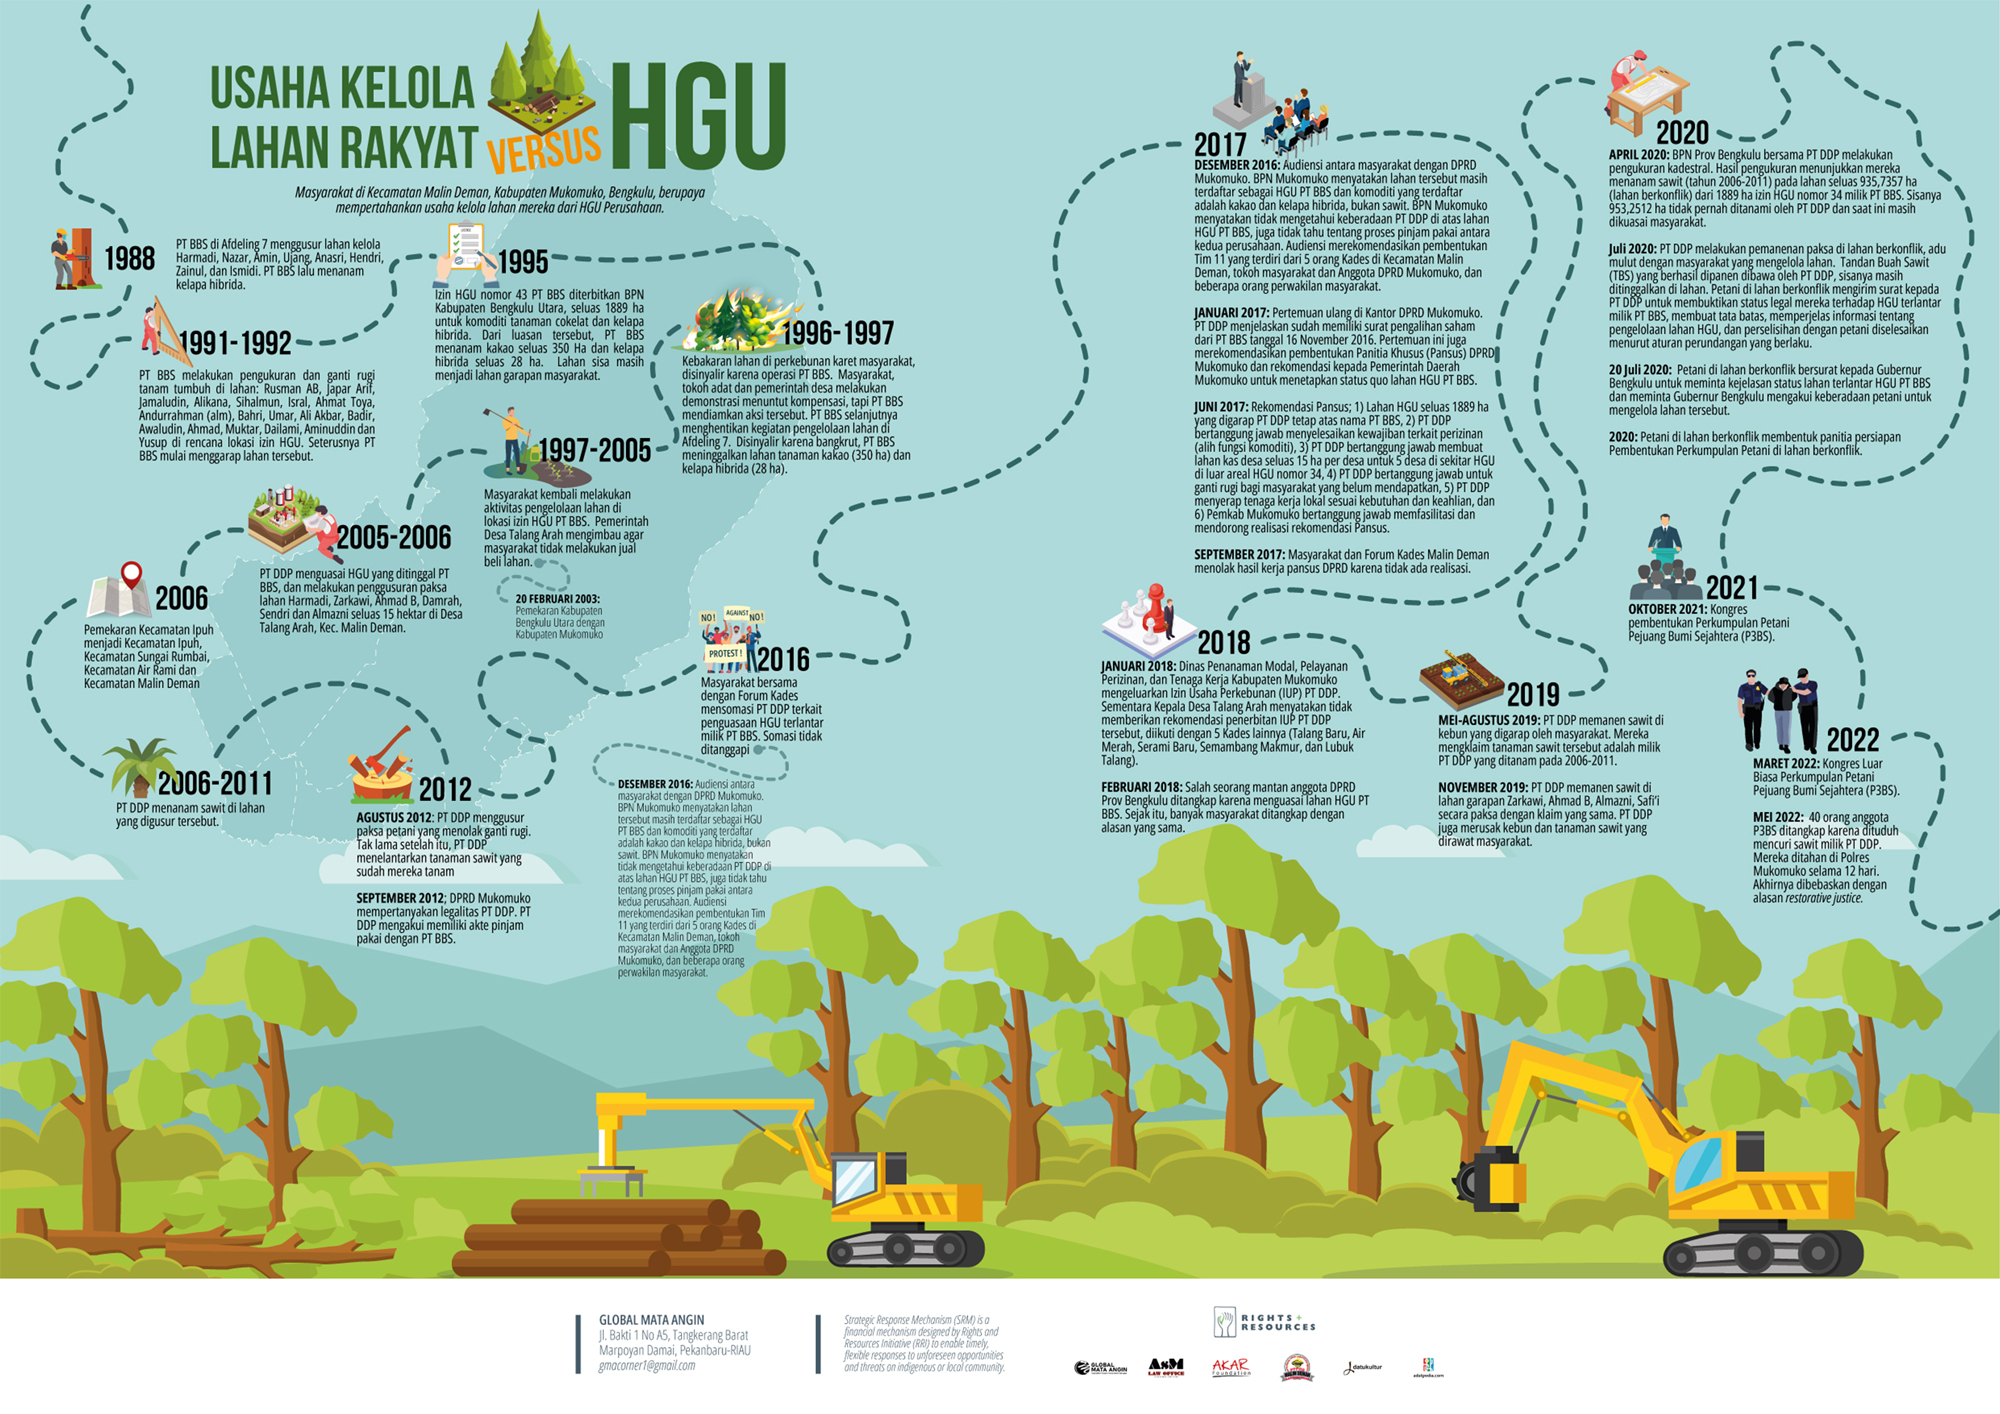 USAHA KELOLA
LAHAN RAKYAT
VERSUS
HGU
Masyarakat di Kecamatan Malin Deman, Kabupaten Mukomuko, Bengkulu, berupaya
mempertahankan usaha kelola lahan mereka dari HGU Perusahaan.
1988
PT BBS di Afdeling 7 menggusur lahan kelola
Harmadi, Nazar, Amin, Ujang, Anasri, Hendri,
Zainul, dan Ismidi. PT BBS lalu menanam
kelapa hibrida.
1991-1992
PT BBS melakukan pengukuran dan ganti rugi
tanam tumbuh di lahan: Rusman AB, Japar Arif,
Jamaludin, Alikana, Sihalmun, Isral, Ahmat Toya,
Andurrahman (alm), Bahri, Umar, Ali Akbar, Badir,
Awaludin, Ahmad, Muktar, Dailami, Aminuddin dan
Yusup di rencana lokasi izin HGU. Seterusnya PT
BBS mulai menggarap lahan tersebut.
1995
Izin HGU nomor 43 PT BBS diterbitkan BPN
Kabupaten Bengkulu Utara, seluas 1889 ha
untuk komoditi tanaman cokelat dan kelapa
hibrida. Dari luasan tersebut, PT BBS
menanam kakao seluas 350 Ha dan kelapa
hibrida seluas 28 ha. Lahan sisa masih
menjadi lahan garapan masyarakat.
1996-1997
Kebakaran lahan di perkebunan karet masyarakat,
disinyalir karena operasi PT BBS. Masyarakat,
tokoh adat dan pemerintah desa melakukan
demonstrasi menuntut kompensasi, tapi PT BBS
mendiamkan aksi tersebut. PT BBS selanjutnya
menghentikan kegiatan pengelolaan lahan di
Afdeling 7. Disinyalir karena bangkrut, PT BBS
meninggalkan lahan tanaman kakao (350 ha) dan
kelapa hibrida (28 ha).
1997-2005
Masyarakat kembali melakukan
aktivitas pengelolaan lahan di
lokasi izin HGU PT BBS. Pemerintah
Desa Talang Arah mengimbau agar
masyarakat tidak melakukan jual
beli lahan.
20 FEBRUARI 2003:
Pemekaran Kabupaten
Bengkulu Utara dengan
Kabupaten Mukomuko
2005-2006
PT DDP menguasai HGU yang ditinggal PT
BBS, dan melakukan penggusuran paksa
lahan Harmadi, Zarkawi, Ahmad B, Damrah,
Sendri dan Almazni seluas 15 hektar di Desa
Talang Arah, Kec. Malin Deman.
2006
Pemekaran Kecamatan Ipuh
menjadi Kecamatan Ipuh,
Kecamatan Sungai Rumbai,
Kecamatan Air Rami dan
Kecamatan Malin Deman
2006-2011
PT DDP menanam sawit di lahan
yang digusur tersebut.
2012
AGUSTUS 2012: PT DDP menggusur
paksa petani yang menolak ganti rugi.
Tak lama setelah itu, PT DDP
menelantarkan tanaman sawit yang
sudah mereka tanam
SEPTEMBER 2012; DPRD Mukomuko
mempertanyakan legalitas PT DDP. PT
DDP mengakui memiliki akte pinjam
pakai dengan PT BBS.
NO!
AGAINST
NO!
PROTEST!
2016
Masyarakat bersama
dengan Forum Kades
mensomasi PT DDP terkait
penguasaan HGU terlantar
milik PT BBS. Somasi tidak
ditanggapi
DESEMBER 2016: Audiensi antara
masyarakat dengan DPRD Mukomuko.
BPN Mukomuko menyatakan lahan
tersebut masih terdaftar sebagai HGU
PT BBS dan komoditi yang terdaftar
adalah kakao dan kelapa hibrida, bukan
sawit. BPN Mukomuko menyatakan
tidak mengetahui keberadaan PT DDP di
atas lahan HGU PT BBS, juga tidak tahu
tentang proses pinjam pakai antara
kedua perusahaan. Audiensi
merekomendasikan pembentukan Tim
11 yang terdiri dari 5 orang Kades di
Kecamatan Malin Deman, tokoh
masyarakat dan Anggota DPRD
Mukomuko, dan beberapa orang
perwakilan masyarakat.
2017
DESEMBER 2016: Audiensi antara masyarakat dengan DPRD
Mukomuko. BPN Mukomuko menyatakan lahan tersebut masih
terdaftar sebagai HGU PT BBS dan komoditi yang terdaftar
adalah kakao dan kelapa hibrida, bukan sawit. BPN Mukomuko
menyatakan tidak mengetahui keberadaan PT DDP di atas lahan
HGU PT BBS, juga tidak tahu tentang proses pinjam pakai antara
kedua perusahaan. Audiensi merekomendasikan pembentukan
Tim 11 yang terdiri dari 5 orang Kades di Kecamatan Malin
Deman, tokoh masyarakat dan Anggota DPRD Mukomuko, dan
beberapa orang perwakilan masyarakat.
JANUARI 2017: Pertemuan ulang di Kantor DPRD Mukomuko.
PT DDP menjelaskan sudah memiliki surat pengalihan saham
dari PT BBS tanggal 16 November 2016. Pertemuan ini juga
merekomendasikan pembentukan Panitia Khusus (Pansus) DPRD
Mukomuko dan rekomendasi kepada Pemerintah Daerah
Mukomuko untuk menetapkan status quo lahan HGU PT BBS.
JUNI 2017: Rekomendasi Pansus; 1) Lahan HGU seluas 1889 ha
yang digarap PT DDP tetap atas nama PT BBS, 2) PT DDP
bertanggung jawab menyelesaikan kewajiban terkait perizinan
(alih fungsi komoditi), 3) PT DDP bertanggung jawab membuat
lahan kas desa seluas 15 ha per desa untuk 5 desa di sekitar HGU
di luar areal HGU nomor 34, 4) PT DDP bertanggung jawab untuk
ganti rugi bagi masyarakat yang belum mendapatkan, 5) PT DDP
menyerap tenaga kerja lokal sesuai kebutuhan dan keahlian, dan
6) Pemkab Mukomuko bertanggung jawab memfasilitasi dan
mendorong realisasi rekomendasi Pansus.
SEPTEMBER 2017: Masyarakat dan Forum Kades Malin Deman
menolak hasil kerja pansus DPRD karena tidak ada realisasi.
2018
JANUARI 2018: Dinas Penanaman Modal, Pelayanan
Perizinan, dan Tenaga Kerja Kabupaten Mukomuko
mengeluarkan Izin Usaha Perkebunan (IUP) PT DDP.
Sementara Kepala Desa Talang Arah menyatakan tidak
memberikan rekomendasi penerbitan IUP PT DDP
tersebut, diikuti dengan 5 Kades lainnya (Talang Baru, Air
Merah, Serami Baru, Semambang Makmur, dan Lubuk
Talang).
FEBRUARI 2018: Salah seorang mantan anggota DPRD
Prov Bengkulu ditangkap karena menguasai lahan HGU PT
BBS. Sejak itu, banyak masyarakat ditangkap dengan
alasan yang sama.
2019
MEI-AGUSTUS 2019: PT DDP memanen sawit di
kebun yang digarap oleh masyarakat. Mereka
mengklaim tanaman sawit tersebut adalah milik
PT DDP yang ditanam pada 2006-2011.
NOVEMBER 2019: PT DDP memanen sawit di
lahan garapan Zarkawi, Ahmad B, Almazni, Safi'i
secara paksa dengan klaim yang sama. PT DDP
juga merusak kebun dan tanaman sawit yang
dirawat masyarakat.
2020
APRIL 2020: BPN Prov Bengkulu bersama PT DDP melakukan
pengukuran kadestral. Hasil pengukuran menunjukkan mereka
menanam sawit (tahun 2006-2011) pada lahan seluas 935,7357 ha
(lahan berkonflik) dari 1889 ha izin HGU nomor 34 milik PT BBS. Sisanya
953,2512 ha tidak pernah ditanami oleh PT DDP dan saat ini masih
dikuasai masyarakat.
Juli 2020: PT DDP melakukan pemanenan paksa di lahan berkonflik, adu
mulut dengan masyarakat yang mengelola lahan. Tandan Buah Sawit
(TBS) yang berhasil dipanen dibawa oleh PT DDP, sisanya masih
ditinggalkan di lahan. Petani di lahan berkonflik mengirim surat kepada
PT DDP untuk membuktikan status legal mereka terhadap HGU terlantar
milik PT BBS, membuat tata batas, memperjelas informasi tentang
pengelolaan lahan HGU, dan perselisihan dengan petani diselesaikan
menurut aturan perundangan yang berlaku.
20 Juli 2020: Petani di lahan berkonflik bersurat kepada Gubernur
Bengkulu untuk meminta kejelasan status lahan terlantar HGU PT BBS
dan meminta Gubernur Bengkulu mengakui keberadaan petani untuk
mengelola lahan tersebut.
2020: Petani di lahan berkonflik membentuk panitia persiapan
Pembentukan Perkumpulan Petani di lahan berkonflik.
2021
OKTOBER 2021: Kongres
pembentukan Perkumpulan Petani
Pejuang Bumi Sejahtera (P3BS).
2022
MARET 2022: Kongres Luar
Biasa Perkumpulan Petani
Pejuang Bumi Sejahtera (P3BS).
MEI 2022: 40 orang anggota
P3BS ditangkap karena dituduh
mencuri sawit milik PT DDP.
Mereka ditahan di Polres
Mukomuko selama 12 hari.
Akhirnya dibebaskan dengan
alasan restorative justice.
GLOBAL MATA ANGIN
Jl. Bakti 1 No A5, Tangkerang Barat
Marpoyan Damai, Pekanbaru-RIAU
gmacorner1@gmail.com
Strategic Response Mechanism (SRM) is a
financial mechanism designed by Rights and
Resources Initiative (RRI) to enable timely,
flexible responses to unforeseen opportunities
and threats on indigenous or local community.
RIGHTS +
RESOURCES
GLOBAL
MATA ANGIN
A&M
LAW OFFICE
AKAR
Foundation
MALIN DEMAN
datukultur
adatpedia.com